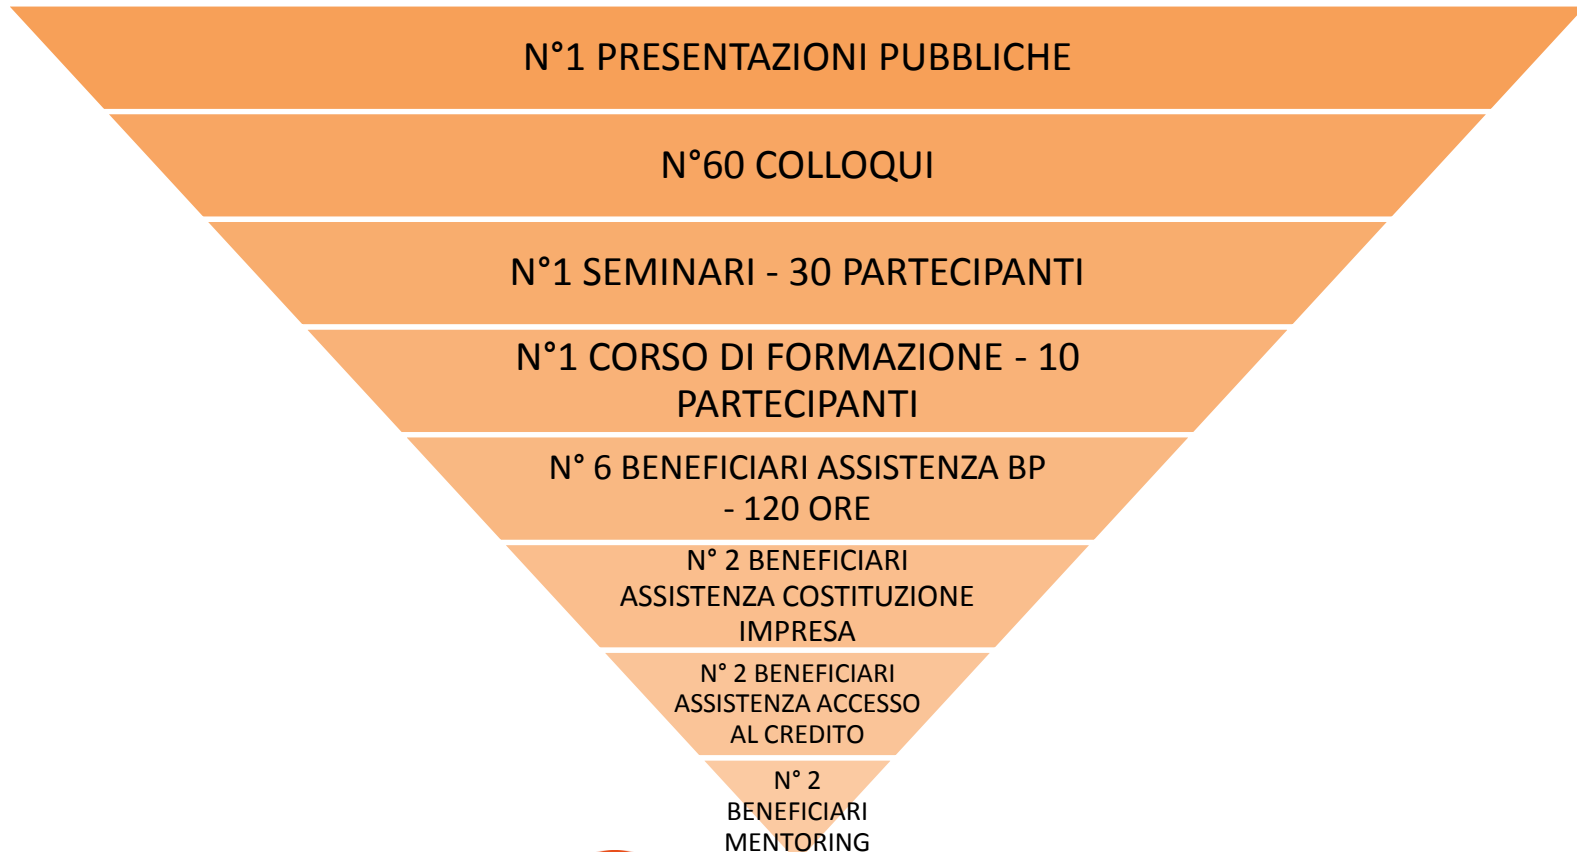 N°1 PRESENTAZIONI PUBBLICHE
N°60 COLLOQUI
N°1 SEMINARI - 30 PARTECIPANTI
N°1 CORSO DI FORMAZIONE - 10
PARTECIPANTI
N° 6 BENEFICIARI ASSISTENZA BP
- 120 ORE
N° 2 BENEFICIARI
ASSISTENZA COSTITUZIONE
IMPRESA
N° 2 BENEFICIARI
ASSISTENZA ACCESSO
AL CREDITO
N° 2
BENEFICIARI
MENTORING